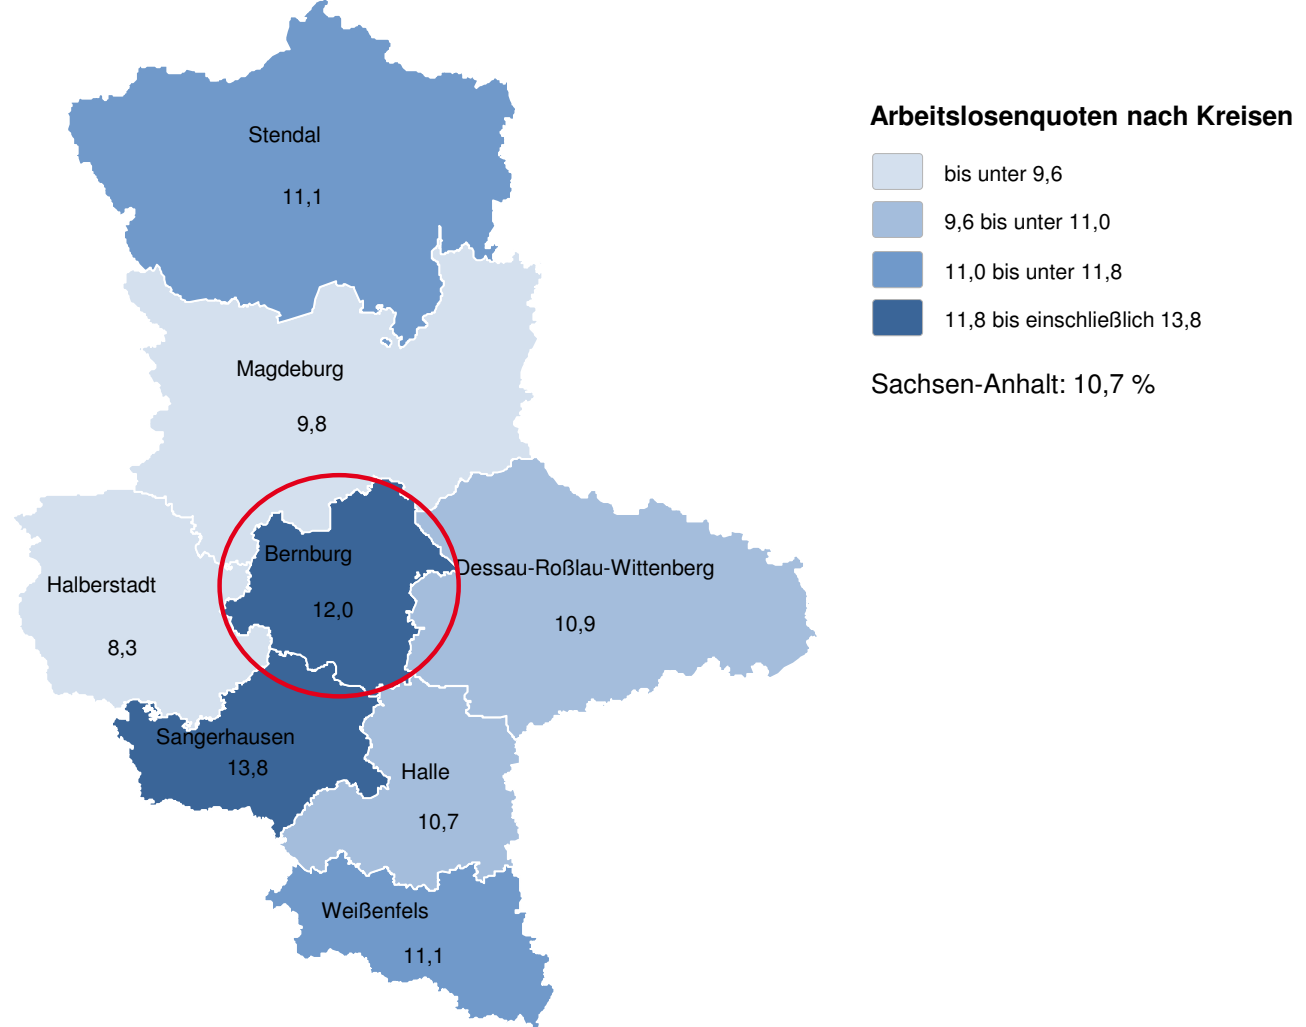 Stendal
11,1
Arbeitslosenquoten nach Kreisen
bis unter 9,6
9,6 bis unter 11,0
11,0 bis unter 11,8
11,8 bis einschließlich 13,8
Sachsen-Anhalt: 10,7 %
Magdeburg
9,8
Bernburg
12,0
Dessau-Roßlau-Wittenberg
10,9
Halberstadt
8,3
Sangerhausen
13,8
Halle
10,7
Weißenfels
11,1